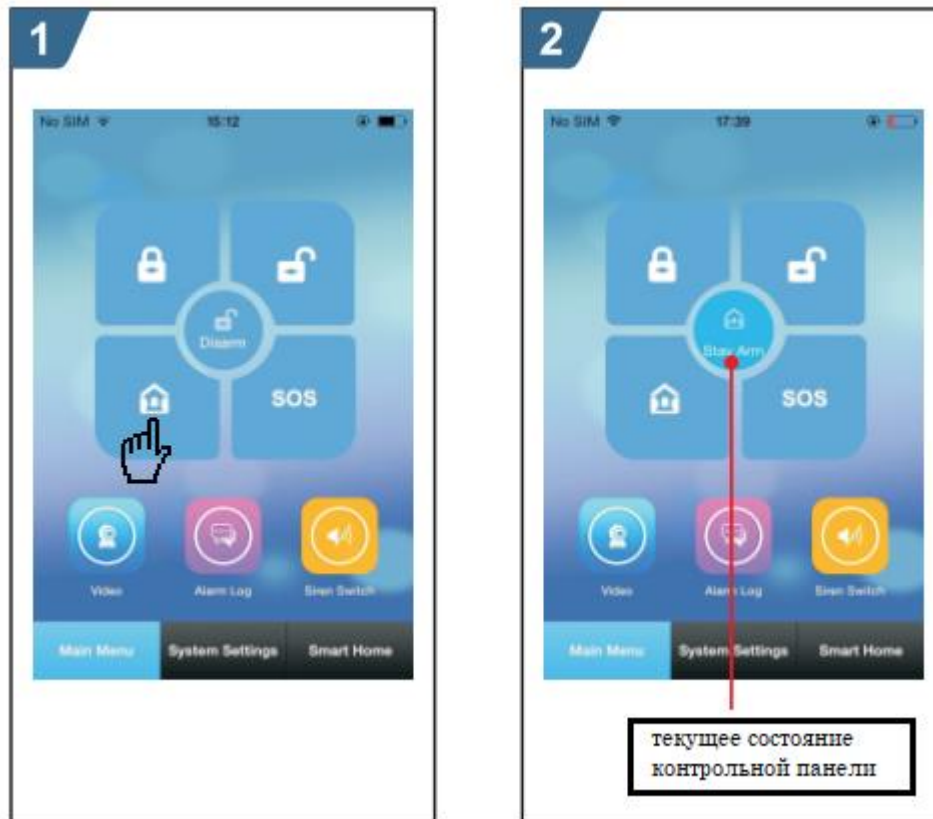 1
No SIM 15:12
Disarm
SOS
Video Alarm Log Siren Switch
Main Menu System Settings Smart Home
2
No SIM 17:39
Stay Arm
SOS
Video Alarm Log Siren Switch
Main Menu System Settings Smart Home
текущее состояние
контрольной панели